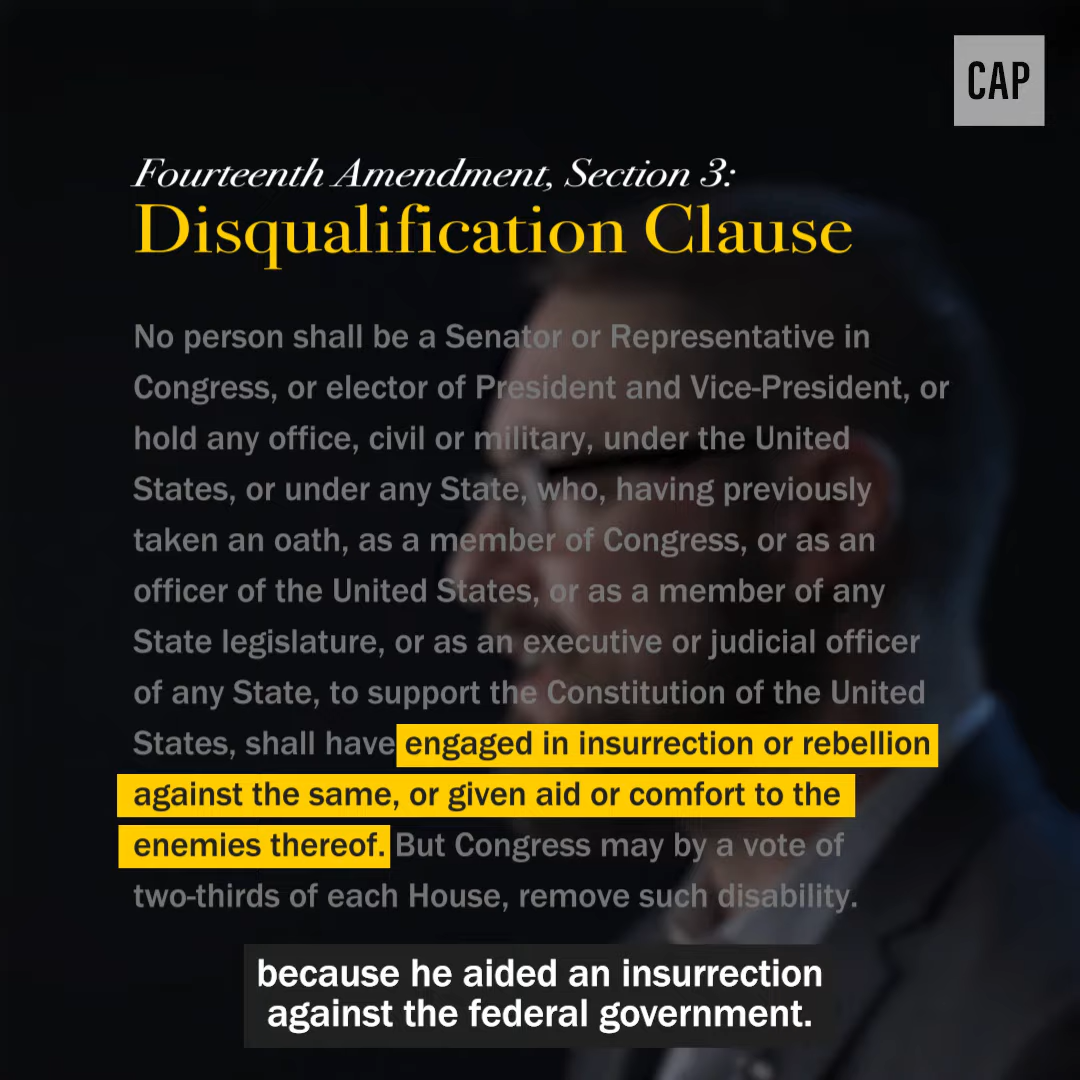 CAP
Fourteenth Amendment, Section 3:
Disqualification Clause
No person shall be a Senator or Representative in
Congress, or elector of President and Vice-President, or
hold any office, civil or military, under the United
States, or under any State, who, having previously
taken an oath, as a member of Congress, or as an
officer of the United States, or as a member of any
State legislature, or as an executive or judicial officer
of any State, to support the Constitution of the United
States, shall have engaged in insurrection or rebellion
against the same, or given aid or comfort to the
enemies thereof. But Congress may by a vote of
two-thirds of each House, remove such disability.
because he aided an insurrection
against the federal government.